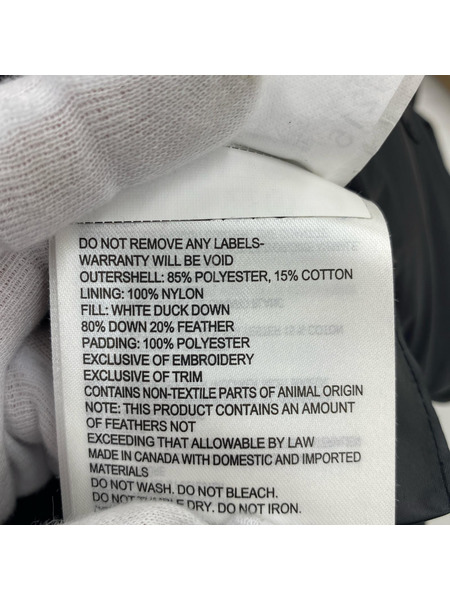 DO NOT REMOVE ANY LABELS-
WARRANTY WILL BE VOID
OUTERSHELL: 85% POLYESTER, 15% COTTON
LINING: 100% NYLON
FILL: WHITE DUCK DOWN
80% DOWN 20% FEATHER
PADDING: 100% POLYESTER
EXCLUSIVE OF EMBROIDERY
EXCLUSIVE OF TRIM
CONTAINS NON-TEXTILE PARTS OF ANIMAL ORIGIN
NOTE: THIS PRODUCT CONTAINS AN AMOUNT
OF FEATHERS NOT
EXCEEDING THAT ALLOWABLE BY LAW
MADE IN CANADA WITH DOMESTIC AND IMPORTED
MATERIALS
DO NOT WASH. DO NOT BLEACH.
DO NOT TUMBLE DRY. DO NOT IRON.